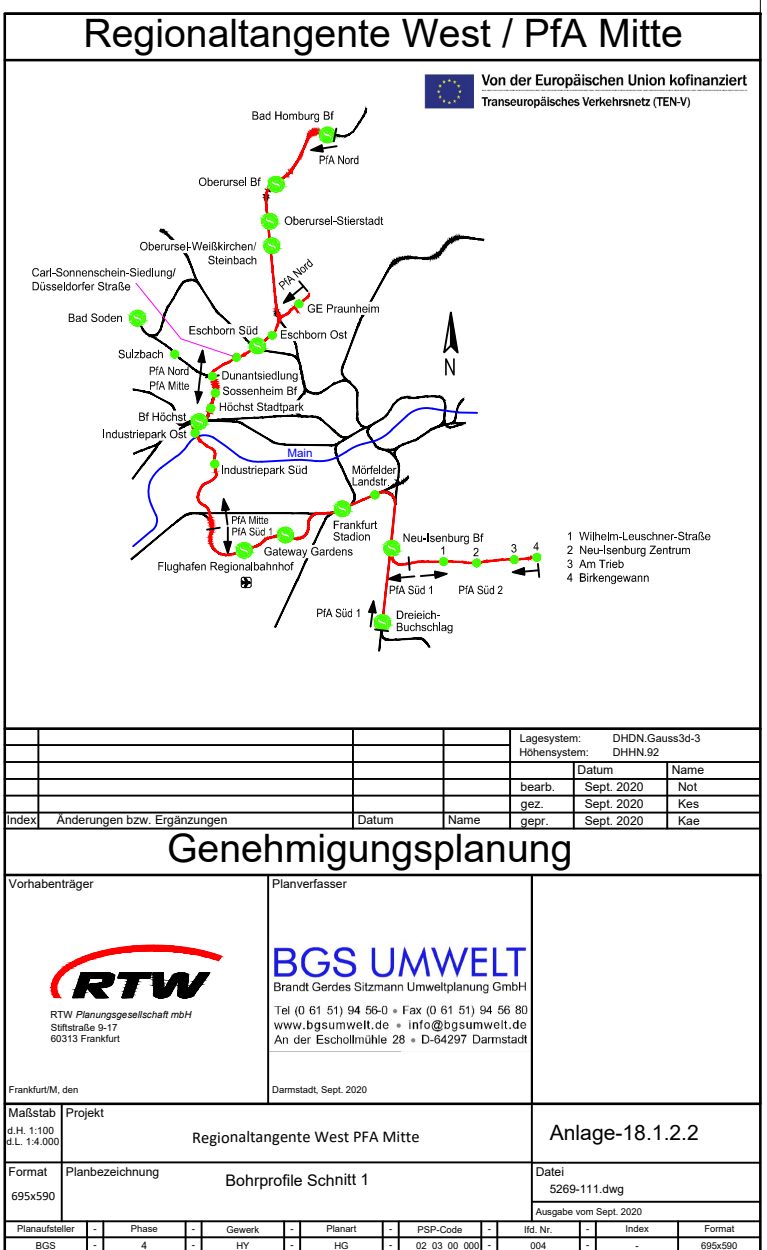 Regionaltangente West / PfA Mitte
Von der Europäischen Union kofinanziert
Transeuropäisches Verkehrsnetz (TEN-V)
Bad Homburg Bf
PfA Nord
Oberursel Bf
Oberursel-Stierstadt
Oberursel-Weißkirchen/
Steinbach
Carl-Sonnenschein-Siedlung/
Düsseldorfer Straße
PfA Nord
GE Praunheim
Bad Soden
Eschborn Süd
Eschborn Ost
Sulzbach
PfA Nord
PfA Mitte
Dunantsiedlung
Sossenheim Bf
Höchst Stadtpark
Bf Höchst
Industriepark Ost
Main
Industriepark Süd
Mörfelder
Landstr.
PfA Mitte
PfA Süd 1
Frankfurt
Stadion
Gateway Gardens
Flughafen Regionalbahnhof
Neu-Isenburg Bf
1 2 3 4
PfA Süd 1
PfA Süd 2
PfA Süd 1
Dreieich-
Buchschlag
1 Wilhelm-Leuschner-Straße
2 Neu-Isenburg Zentrum
3 Am Trieb
4 Birkengewann
N
Lagesystem: DHDN.Gauss3d-3
Höhensystem: DHHN.92
Datum Name
bearb. Sept. 2020 Not
gez. Sept. 2020 Kes
Index Änderungen bzw. Ergänzungen Datum Name gepr. Sept. 2020 Kae
Genehmigungsplanung
Vorhabenträger
RTW
RTW Planungsgesellschaft mbH
Stiftstraße 9-17
60313 Frankfurt
Frankfurt/M, den
Planverfasser
BGS UMWELT
Brandt Gerdes Sitzmann Umweltplanung GmbH
Tel (0 61 51) 94 56-0 • Fax (0 61 51) 94 56 80
www.bgsumwelt.de • info@bgsumwelt.de
An der Eschollmühle 28 • D-64297 Darmstadt
Darmstadt, Sept. 2020
Maßstab
d.H. 1:100
d.L. 1:4.000
Projekt
Regionaltangente West PFA Mitte
Anlage-18.1.2.2
Format
695x590
Planbezeichnung
Bohrprofile Schnitt 1
Datei
5269-111.dwg
Ausgabe vom Sept. 2020
Planaufsteller - Phase - Gewerk - Planart - PSP-Code - lfd. Nr. - Index Format
BGS - 4 - HY - HG - 02 03 00 000 - 004 - - 695x590